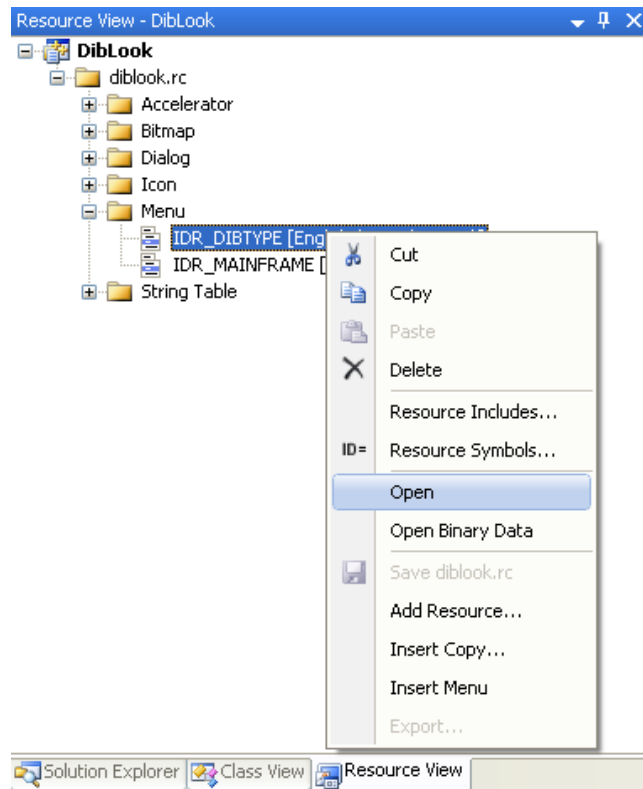 Resource View - DibLook
DibLook
diblook.rc
Accelerator
Bitmap
Dialog
Icon
Menu
IDR_DIBTYPE [Eng
IDR_MAINFRAME [
String Table
Cut
Copy
Paste
Delete
Resource Includes...
ID= Resource Symbols...
Open
Open Binary Data
Save diblook.rc
Add Resource...
Insert Copy...
Insert Menu
Export...
Solution Explorer Class View Resource View